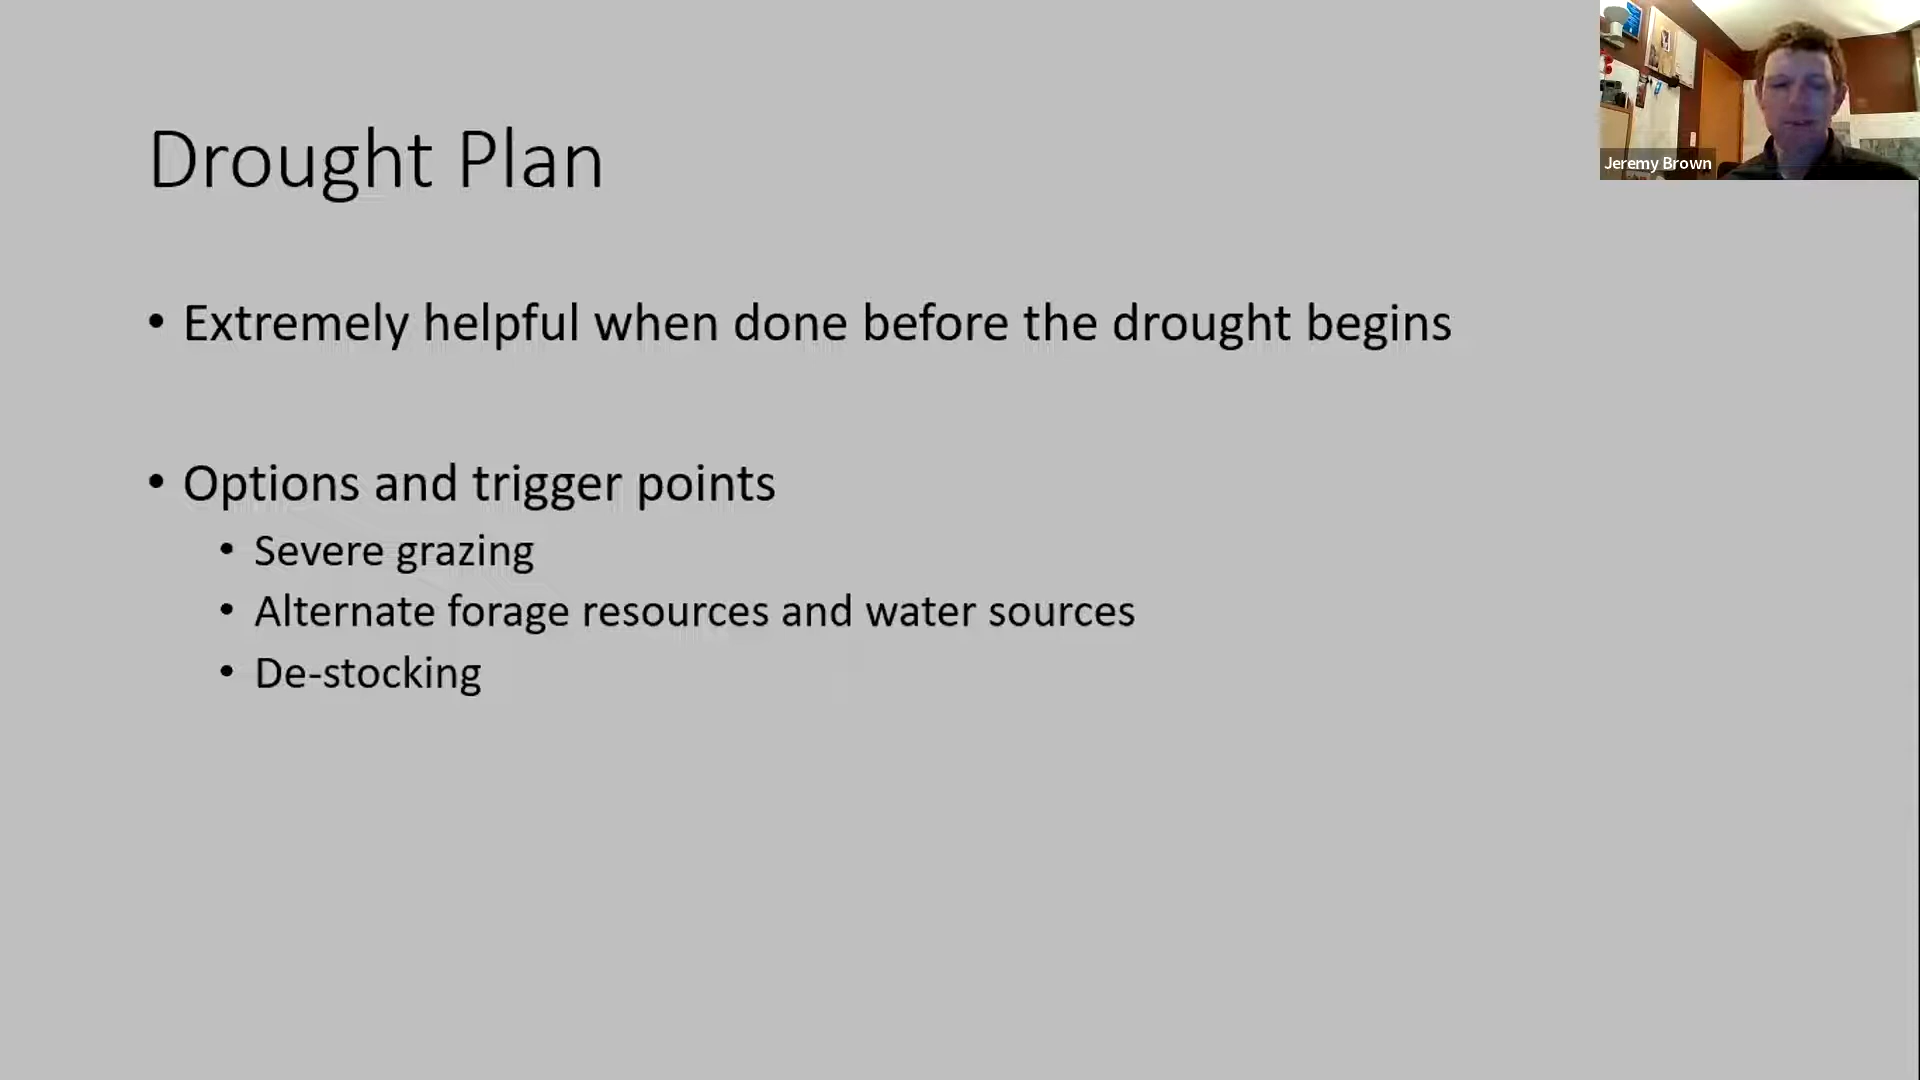 Drought Plan
• Extremely helpful when done before the drought begins
• Options and trigger points
• Severe grazing
• Alternate forage resources and water sources
• De-stocking
Jeremy Brown